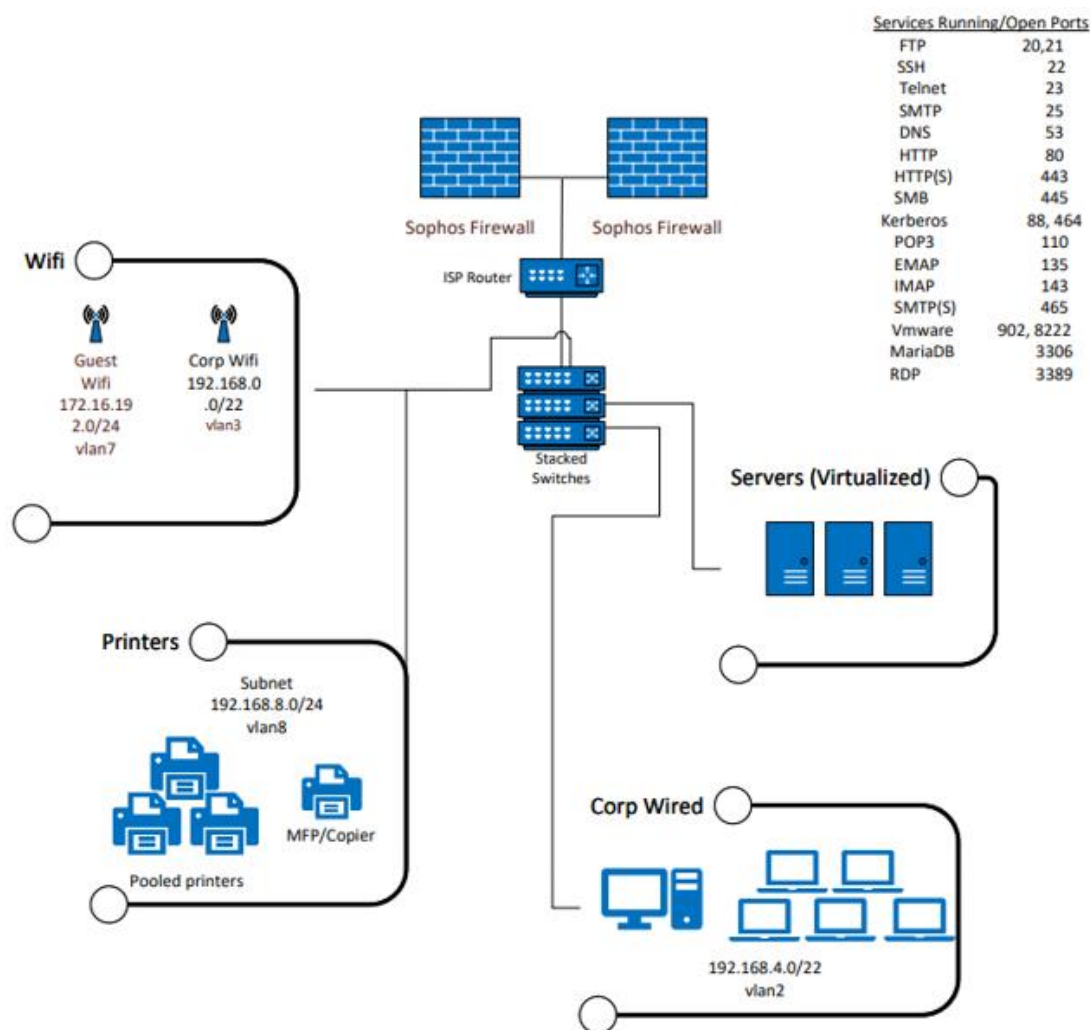 Services Running/Open Ports
FTP 20,21
SSH 22
Telnet 23
SMTP 25
DNS 53
HTTP 80
HTTP(S) 443
SMB 445
Kerberos 88, 464
POP3 110
EMAP 135
IMAP 143
SMTP(S) 465
Vmware 902, 8222
MariaDB 3306
RDP 3389
Sophos Firewall
Sophos Firewall
ISP Router
Stacked
Switches
Wifi
Guest
Wifi
172.16.19
2.0/24
vlan7
Corp Wifi
192.168.0
.0/22
vlan3
Servers (Virtualized)
Printers
Subnet
192.168.8.0/24
vlan8
MFP/Copier
Pooled printers
Corp Wired
192.168.4.0/22
vlan2